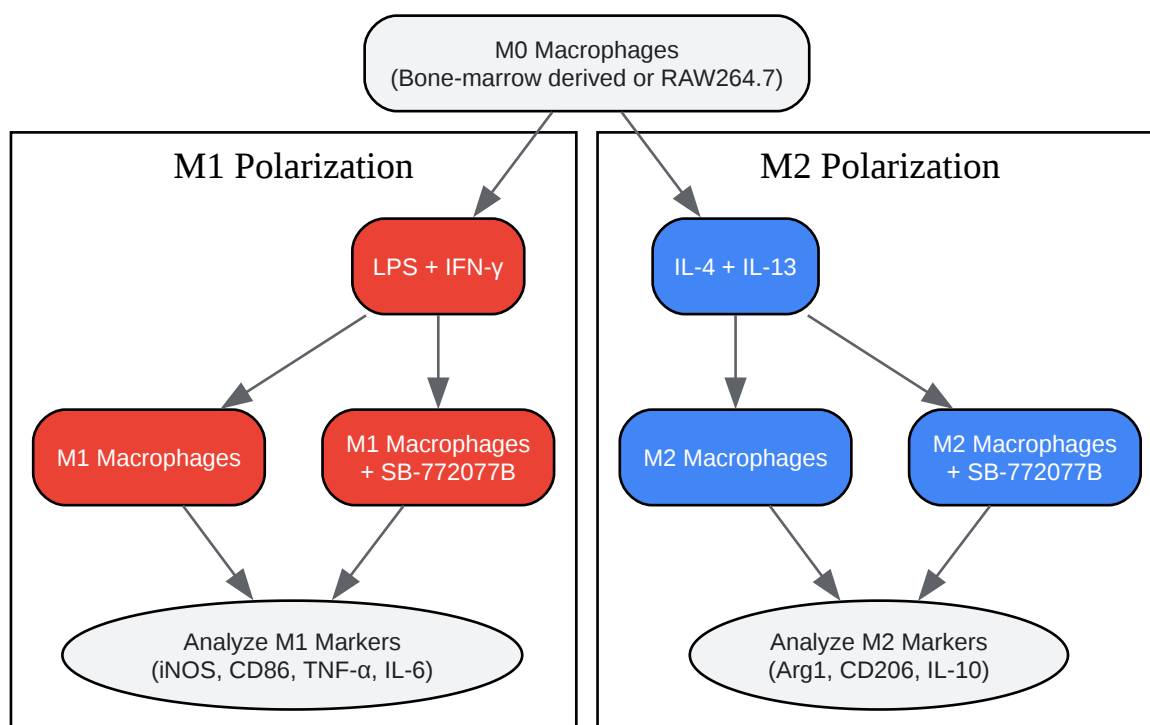 M0 Macrophages
(Bone-marrow derived or RAW264.7)
M1 Polarization
LPS + IFN-γ
M1 Macrophages
M1 Macrophages
+ SB-772077B
Analyze M1 Markers
(iNOS, CD86, TNF-α, IL-6)
M2 Polarization
IL-4 + IL-13
M2 Macrophages
M2 Macrophages
+ SB-772077B
Analyze M2 Markers
(Arg1, CD206, IL-10)